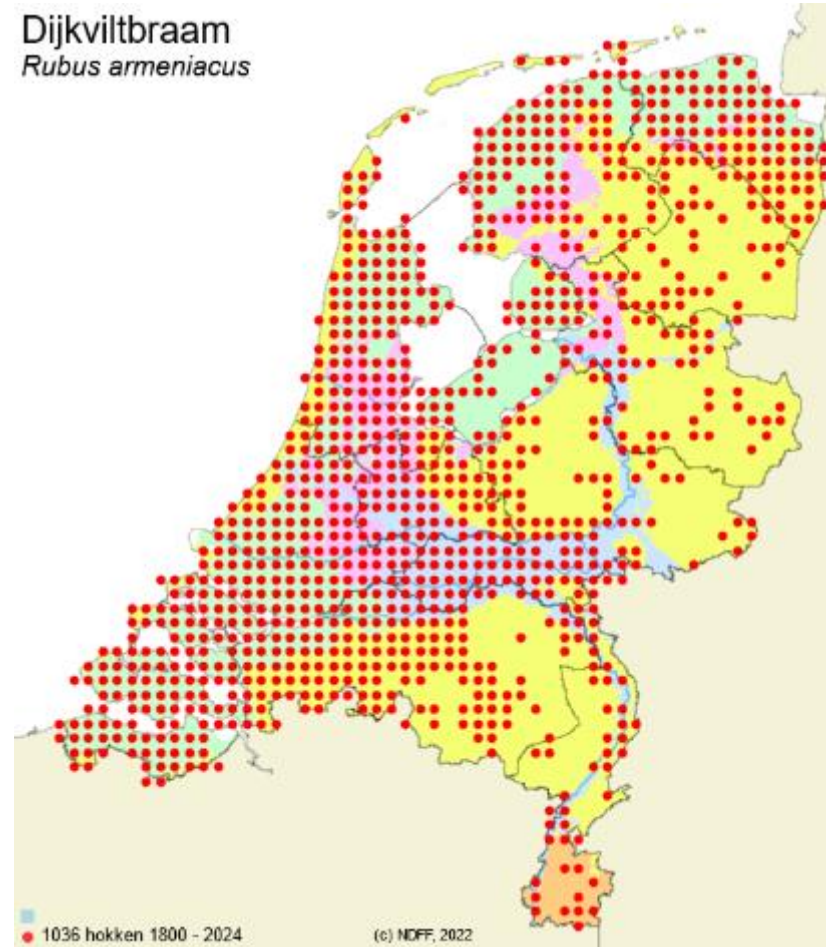 Dijkviltbraam
Rubus armeniacus
1036 hokken 1800 - 2024
(c) NDFF, 2022